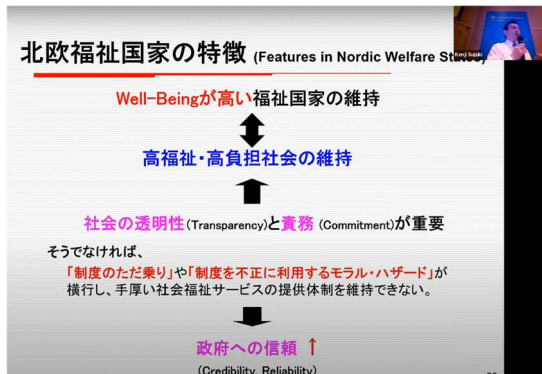 北欧福祉国家の特徴 (Features in Nordic Welfare
Kenji Suzuki
Well-Beingが高い福祉国家の維持
高福祉・高負担社会の維持
社会の透明性(Transparency)と責務 (Commitment)が重要
そうでなければ、
「制度のただ乗り」や「制度を不正に利用するモラル・ハザード」が
横行し、手厚い社会福祉サービスの提供体制を維持できない。
政府への信頼 ↑
(Credibility, Reliability)